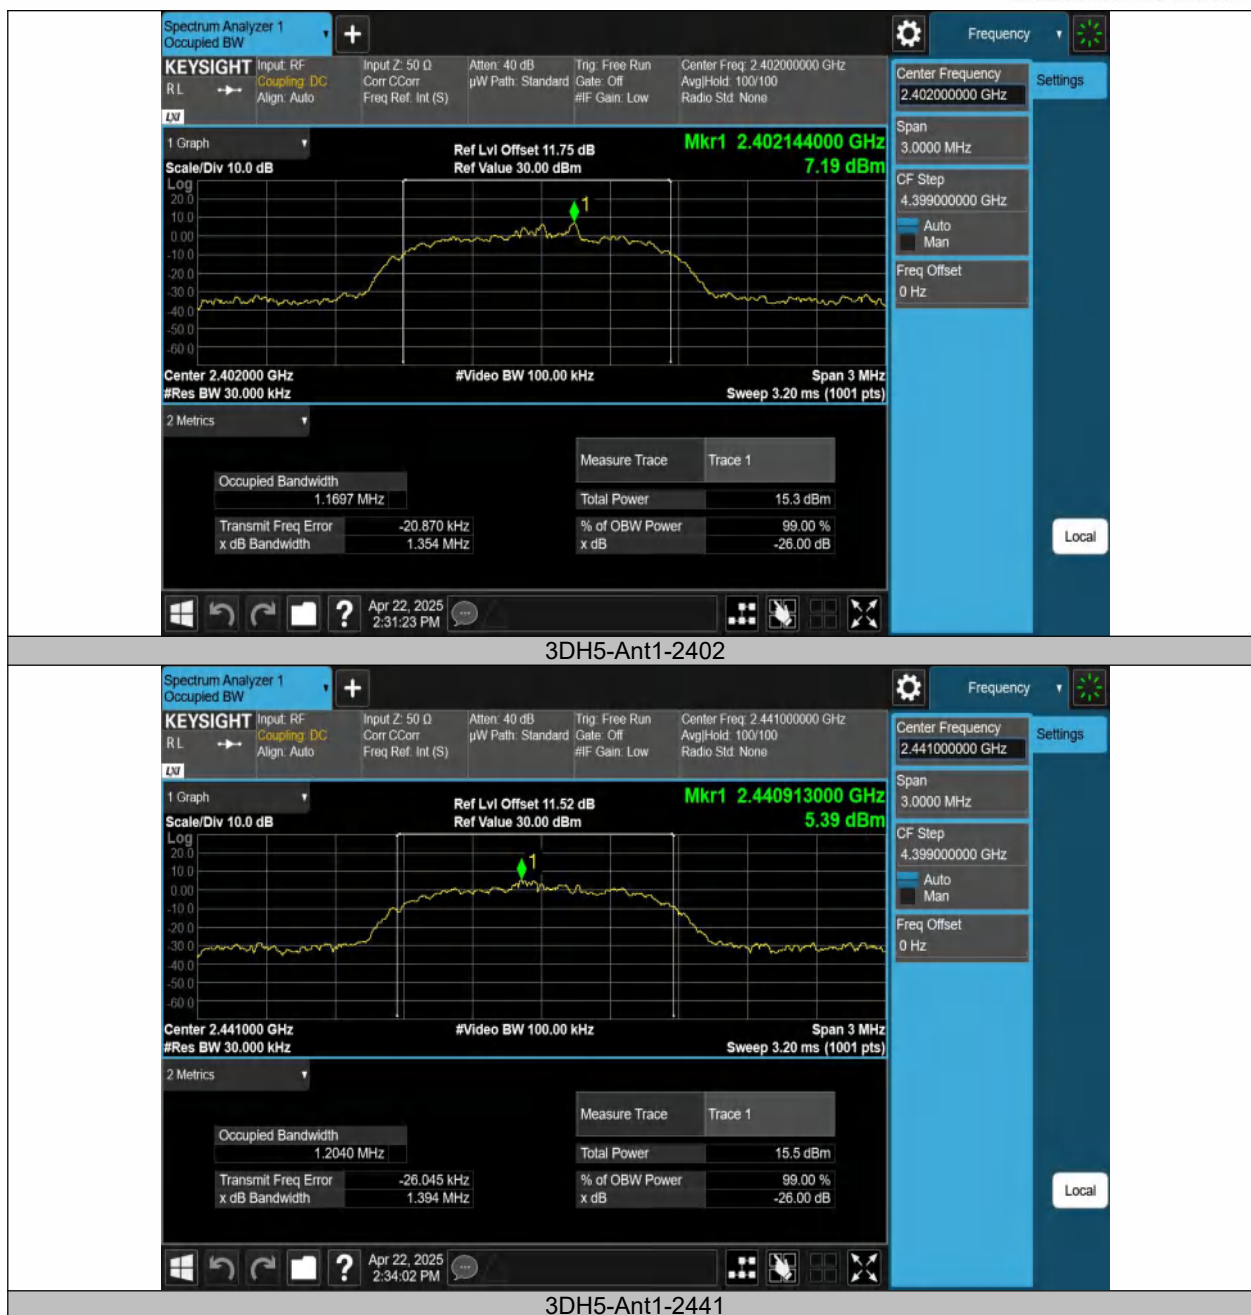 Spectrum Analyzer 1
Occupied BW
Frequency
KEYSIGHT
RL
LXI
Input: RF
Coupling: DC
Align: Auto
Input Z: 50 Ω
Corr CCorr
Freq Ref: Int (S)
Atten: 40 dB
µW Path: Standard
Trig: Free Run
Gate: Off
#IF Gain: Low
Center Freq: 2.402000000 GHz
Avg|Hold: 100/100
Radio Std: None
Center Frequency
2.402000000 GHz
Settings
Span
3.0000 MHz
CF Step
4.399000000 GHz
Auto
Man
Freq Offset
0 Hz
Local
1 Graph
Scale/Div 10.0 dB
Ref Lvl Offset 11.75 dB
Ref Value 30.00 dBm
Mkr1 2.402144000 GHz
7.19 dBm
Log
20.0
10.0
0.00
-10.0
-20.0
-30.0
-40.0
-50.0
-60.0
1
Center 2.402000 GHz
#Res BW 30.000 kHz
#Video BW 100.00 kHz
Span 3 MHz
Sweep 3.20 ms (1001 pts)
2 Metrics
Measure Trace Trace 1
Occupied Bandwidth
1.1697 MHz
Total Power 15.3 dBm
Transmit Freq Error -20.870 kHz
% of OBW Power 99.00 %
x dB Bandwidth 1.354 MHz
x dB -26.00 dB
?
Apr 22, 2025
2:31:23 PM
3DH5-Ant1-2402
Spectrum Analyzer 1
Occupied BW
Frequency
KEYSIGHT
RL
LXI
Input: RF
Coupling: DC
Align: Auto
Input Z: 50 Ω
Corr CCorr
Freq Ref: Int (S)
Atten: 40 dB
µW Path: Standard
Trig: Free Run
Gate: Off
#IF Gain: Low
Center Freq: 2.441000000 GHz
Avg|Hold: 100/100
Radio Std: None
Center Frequency
2.441000000 GHz
Settings
Span
3.0000 MHz
CF Step
4.399000000 GHz
Auto
Man
Freq Offset
0 Hz
Local
1 Graph
Scale/Div 10.0 dB
Ref Lvl Offset 11.52 dB
Ref Value 30.00 dBm
Mkr1 2.440913000 GHz
5.39 dBm
Log
20.0
10.0
0.00
-10.0
-20.0
-30.0
-40.0
-50.0
-60.0
1
Center 2.441000 GHz
#Res BW 30.000 kHz
#Video BW 100.00 kHz
Span 3 MHz
Sweep 3.20 ms (1001 pts)
2 Metrics
Measure Trace Trace 1
Occupied Bandwidth
1.2040 MHz
Total Power 15.5 dBm
Transmit Freq Error -26.045 kHz
% of OBW Power 99.00 %
x dB Bandwidth 1.394 MHz
x dB -26.00 dB
?
Apr 22, 2025
2:34:02 PM
3DH5-Ant1-2441